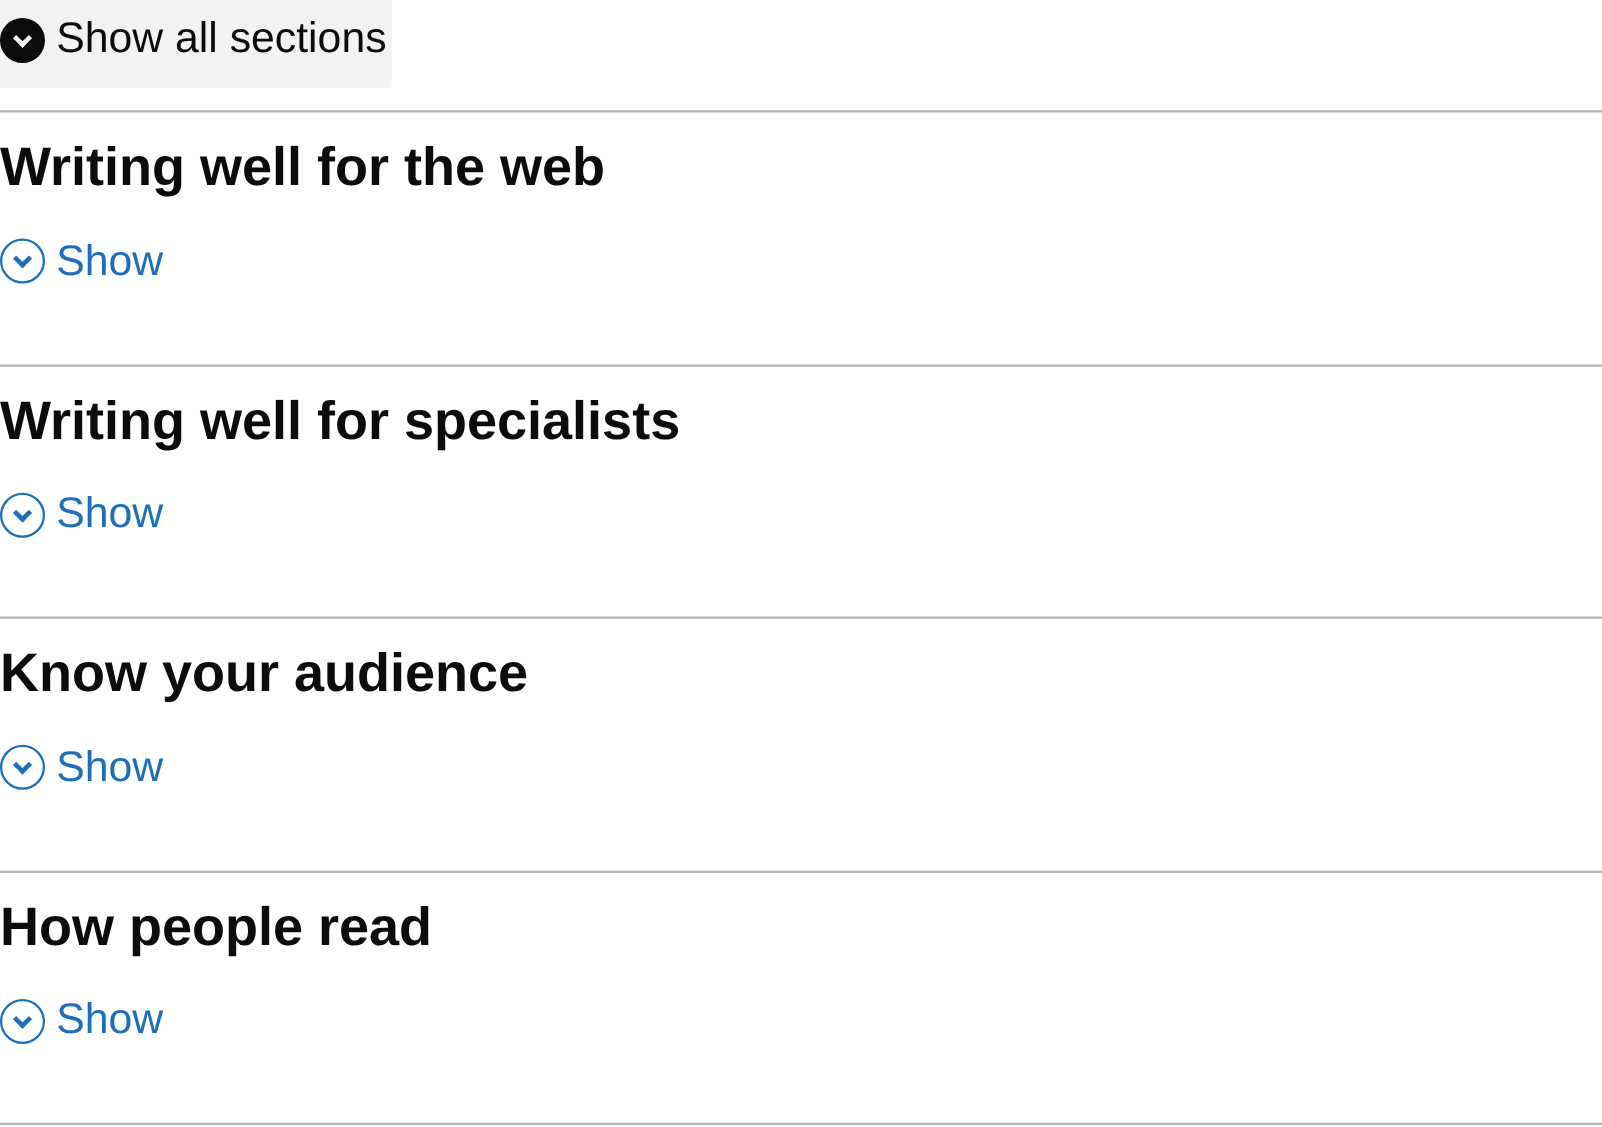 Show all sections
Writing well for the web
Show
Writing well for specialists
Show
Know your audience
Show
How people read
Show